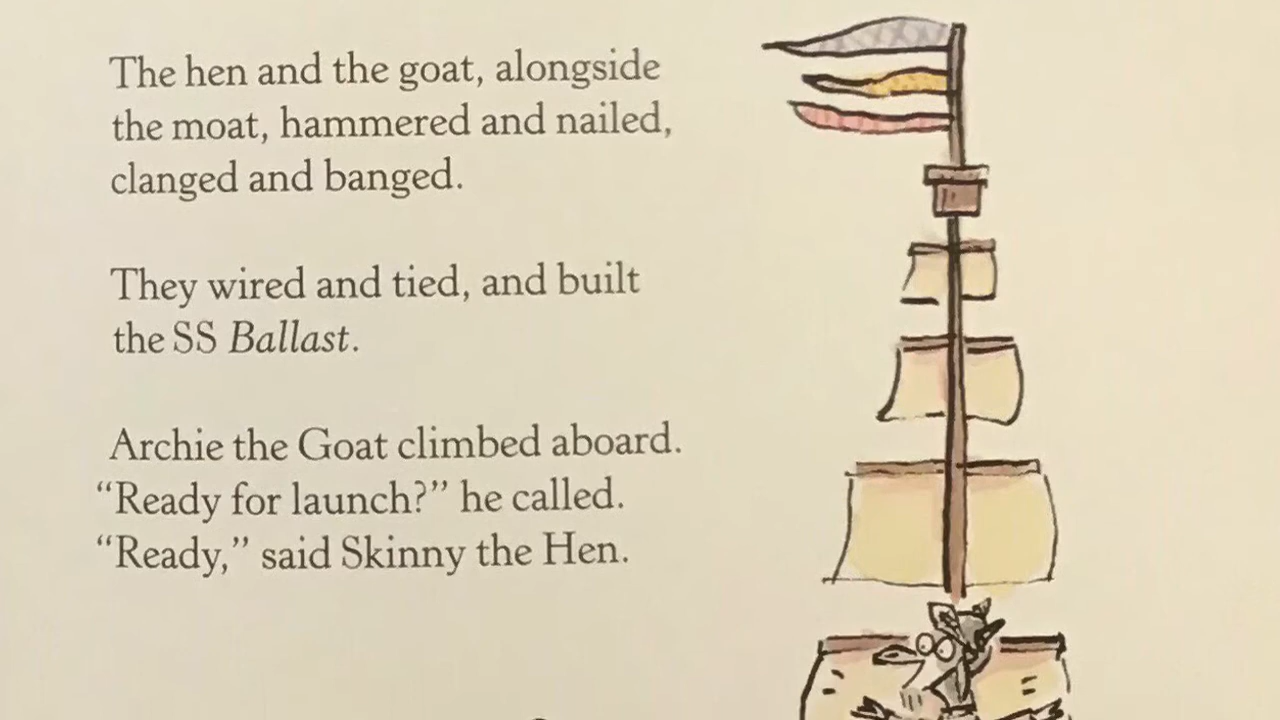 The hen and the goat, alongside
the moat, hammered and nailed,
clanged and banged.
They wired and tied, and built
the SS Ballast.
Archie the Goat climbed aboard.
“Ready for launch?” he called.
“Ready,” said Skinny the Hen.